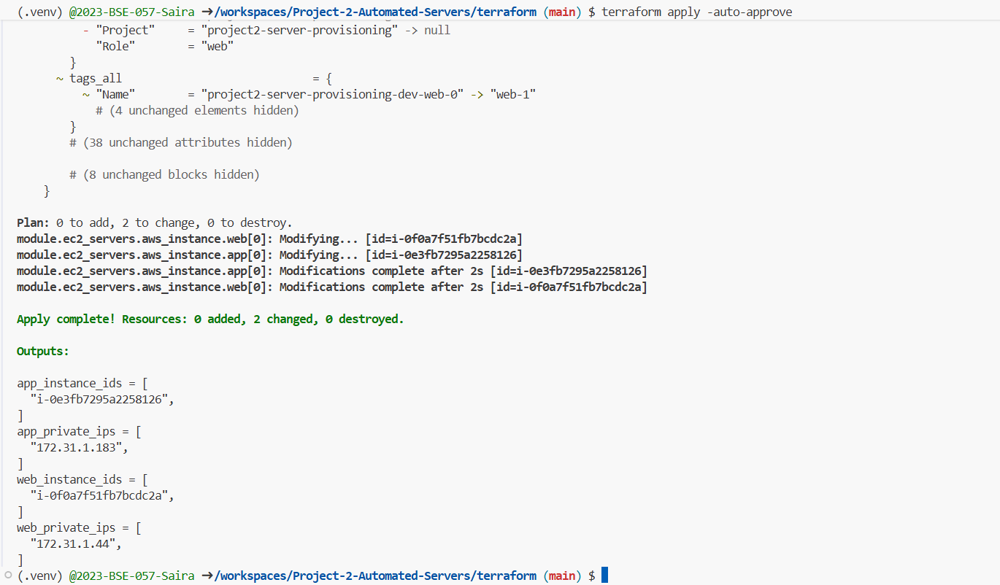 (.venv) @2023-BSE-057-Saira →/workspaces/Project-2-Automated-Servers/terraform (main) $ terraform apply -auto-approve
- "Project"     = "project2-server-provisioning" -> null
"Role"        = "web"
}
~ tags_all                             = {
~ "Name"        = "project2-server-provisioning-dev-web-0" -> "web-1"
# (4 unchanged elements hidden)
}
# (38 unchanged attributes hidden)
# (8 unchanged blocks hidden)
}
Plan: 0 to add, 2 to change, 0 to destroy.
module.ec2_servers.aws_instance.web[0]: Modifying... [id=i-0f0a7f51fb7bcdc2a]
module.ec2_servers.aws_instance.app[0]: Modifying... [id=i-0e3fb7295a2258126]
module.ec2_servers.aws_instance.app[0]: Modifications complete after 2s [id=i-0e3fb7295a2258126]
module.ec2_servers.aws_instance.web[0]: Modifications complete after 2s [id=i-0f0a7f51fb7bcdc2a]
Apply complete! Resources: 0 added, 2 changed, 0 destroyed.
Outputs:
app_instance_ids = [
"i-0e3fb7295a2258126",
]
app_private_ips = [
"172.31.1.183",
]
web_instance_ids = [
"i-0f0a7f51fb7bcdc2a",
]
web_private_ips = [
"172.31.1.44",
]
(.venv) @2023-BSE-057-Saira →/workspaces/Project-2-Automated-Servers/terraform (main) $